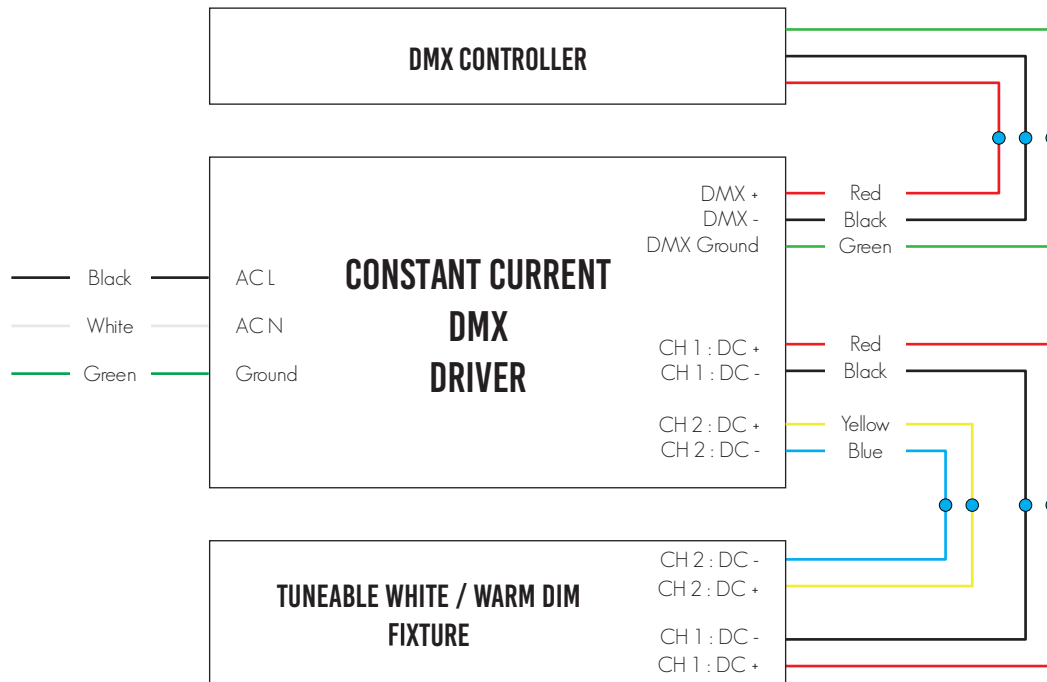 DMX CONTROLLER
DMX +
Red
DMX -
Black
DMX Ground
Green
CONSTANT CURRENT
DMX
DRIVER
Black
AC L
White
AC N
Green
Ground
CH 1 : DC +
Red
CH 1 : DC -
Black
CH 2 : DC +
Yellow
CH 2 : DC -
Blue
TUNEABLE WHITE / WARM DIM
FIXTURE
CH 2 : DC -
CH 2 : DC +
CH 1 : DC -
CH 1 : DC +